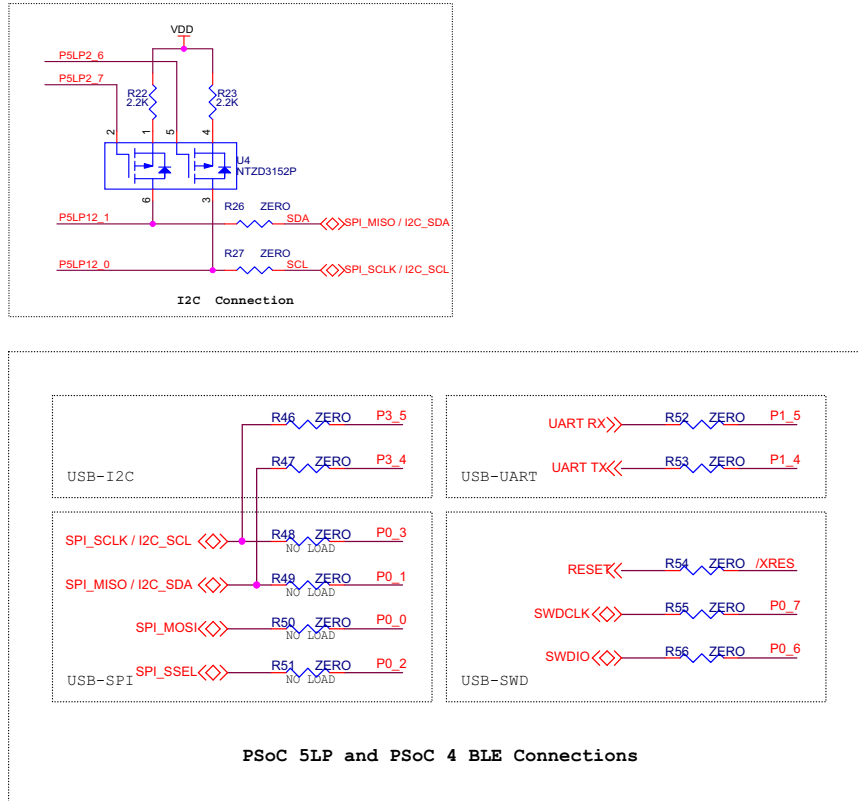 VDD
P5LP2_6
P5LP2_7
R22
2.2K
R23
2.2K
2
1
5
4
U4
NTZD3152P
6
3
P5LP12_1
R26 ZERO
SDA
SPI_MISO / I2C_SDA
P5LP12_0
R27 ZERO
SCL
SPI_SCLK / I2C_SCL
I2C Connection
R46 ZERO P3_5
R47 ZERO P3_4
USB-I2C
UART RX R52 ZERO P1_5
UART TX R53 ZERO P1_4
USB-UART
SPI_SCLK / I2C_SCL R48 ZERO P0_3
NO LOAD
SPI_MISO / I2C_SDA R49 ZERO P0_1
NO LOAD
SPI_MOSI R50 ZERO P0_0
NO LOAD
SPI_SSEL R51 ZERO P0_2
NO LOAD
USB-SPI
RESET R54 ZERO /XRES
SWDCLK R55 ZERO P0_7
SWDIO R56 ZERO P0_6
USB-SWD
PSoC 5LP and PSoC 4 BLE Connections